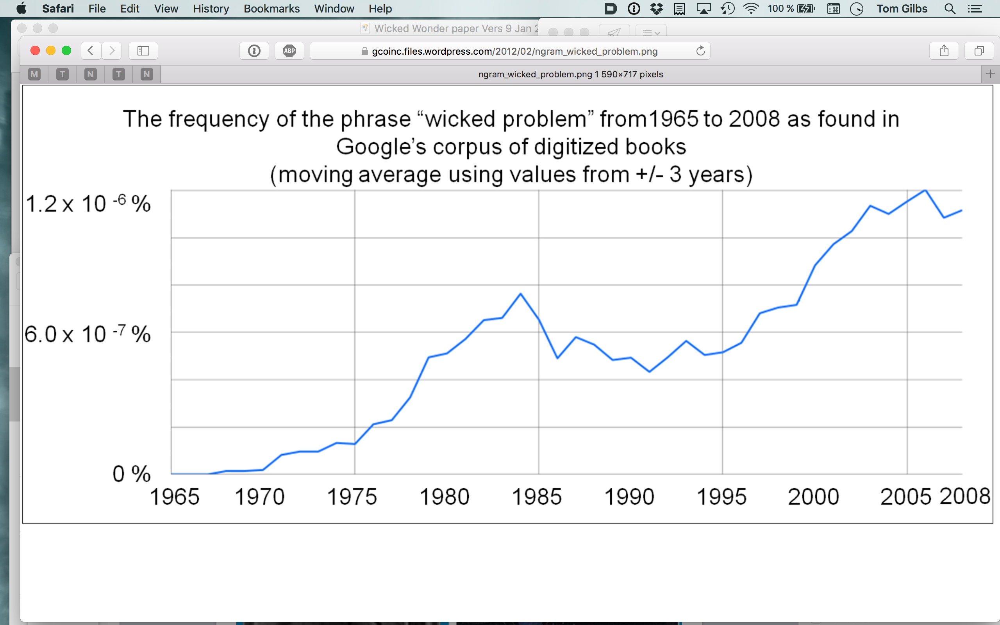 Safari File Edit View History Bookmarks Window Help 100 % Tom Gilbs
Wicked Wonder paper Vers 9 Jan 2
ABP gcoinc.files.wordpress.com/2012/02/ngram_wicked_problem.png
M T N T N ngram_wicked_problem.png 1 590×717 pixels
The frequency of the phrase “wicked problem” from1965 to 2008 as found in
Google’s corpus of digitized books
(moving average using values from +/- 3 years)
1.2 x 10 -6 %
6.0 x 10 -7 %
0 %
1965 1970 1975 1980 1985 1990 1995 2000 2005 2008